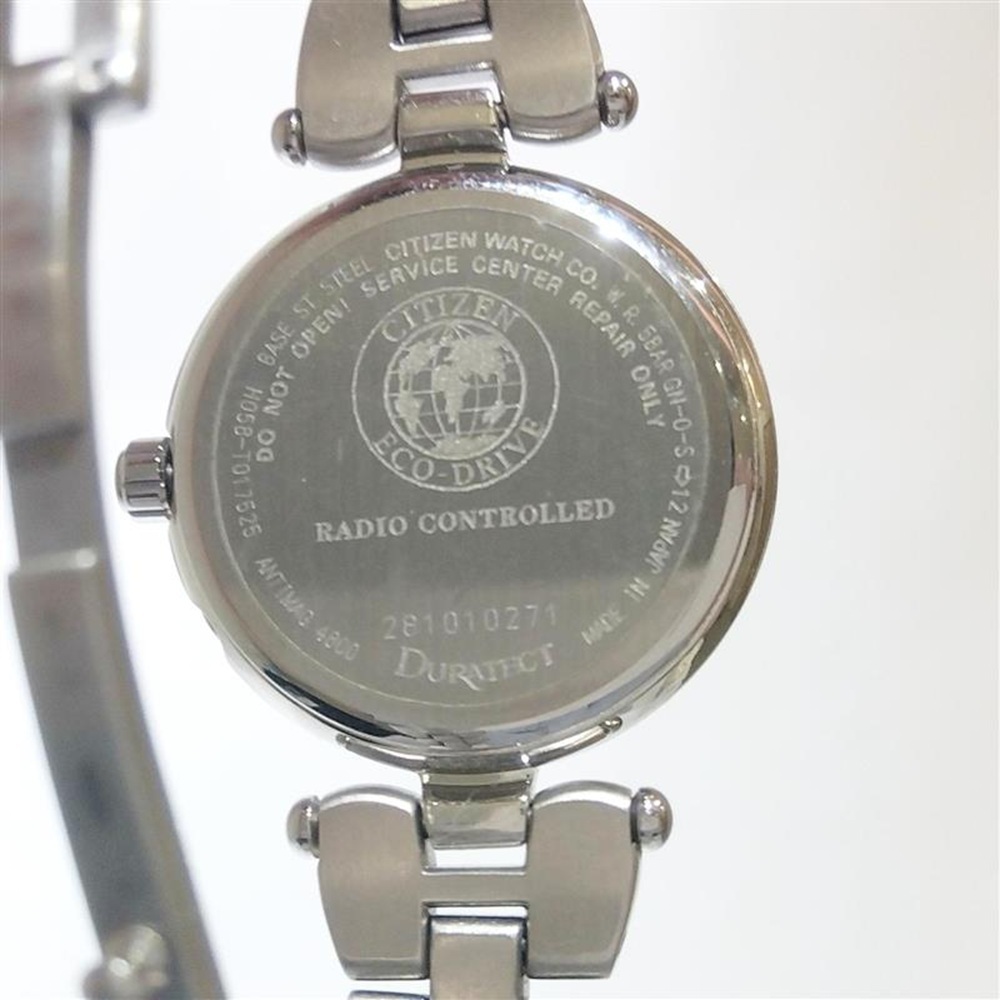 BASE ST.STEEL CITIZEN WATCH CO. W.R.5BAR GN-0-S⇨12
DO NOT OPEN! SERVICE CENTER REPAIR ONLY
CITIZEN
ECO-DRIVE
RADIO CONTROLLED
H058-T017525 ANTIMAG 4800
281010271
DURATECT
MADE IN JAPAN